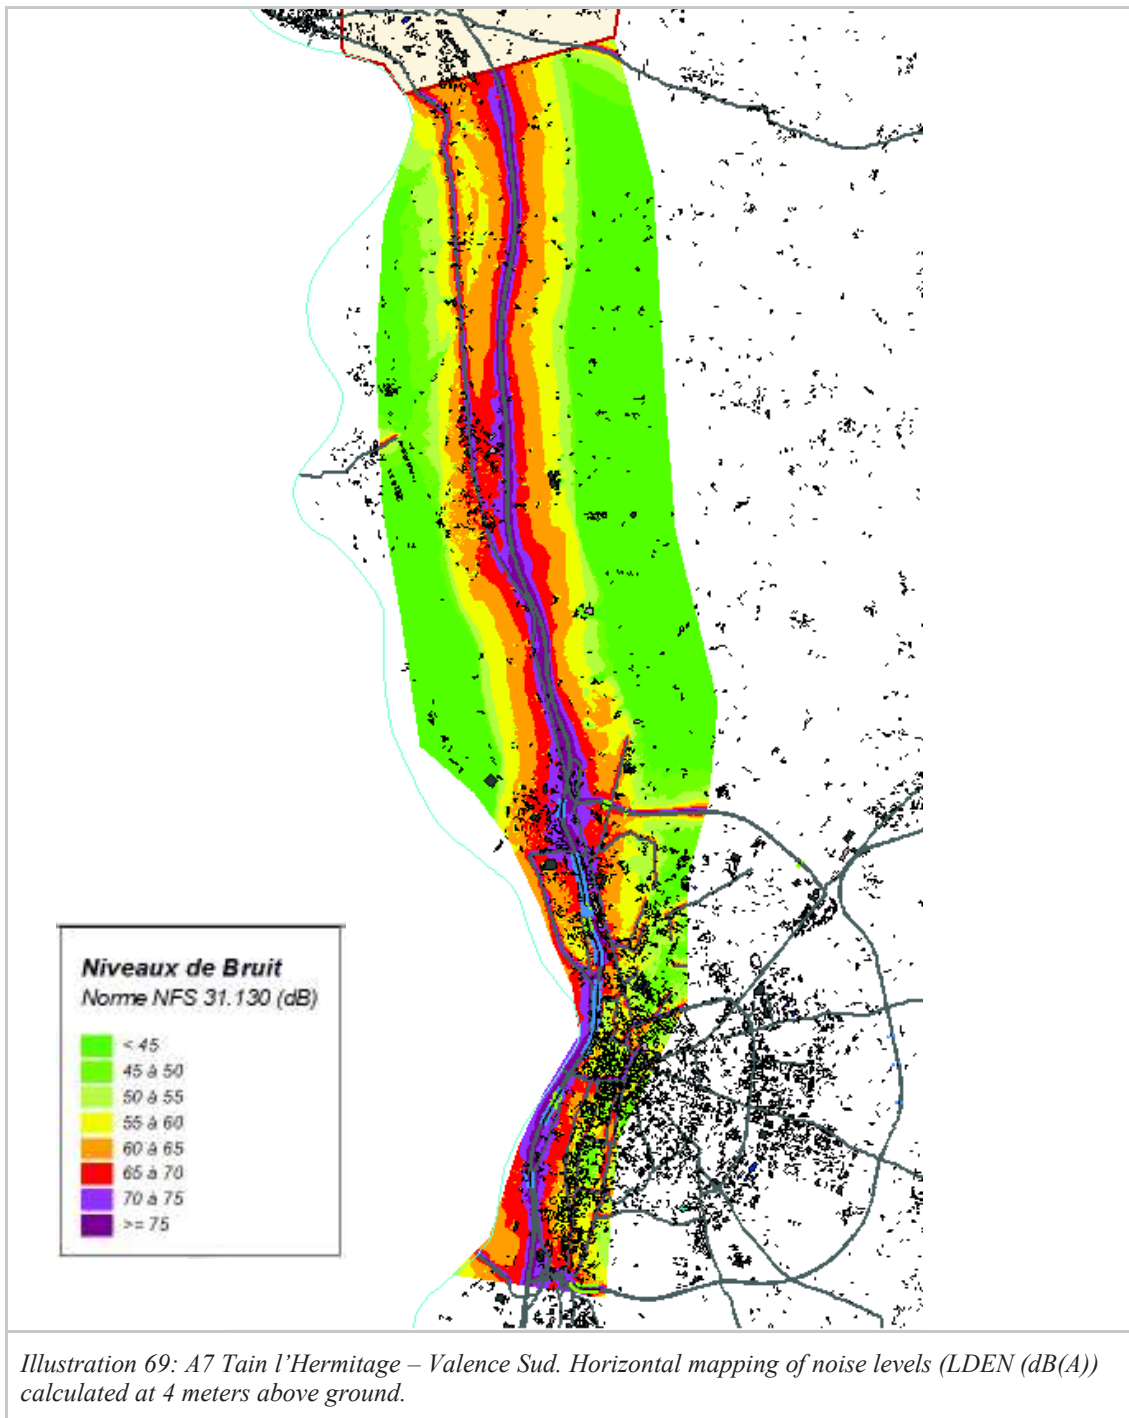 Niveaux de Bruit
Norme NFS 31.130 (dB)
< 45
45 à 50
50 à 55
55 à 60
60 à 65
65 à 70
70 à 75
>= 75
Illustration 69: A7 Tain l’Hermitage – Valence Sud. Horizontal mapping of noise levels (LDEN (dB(A))
calculated at 4 meters above ground.